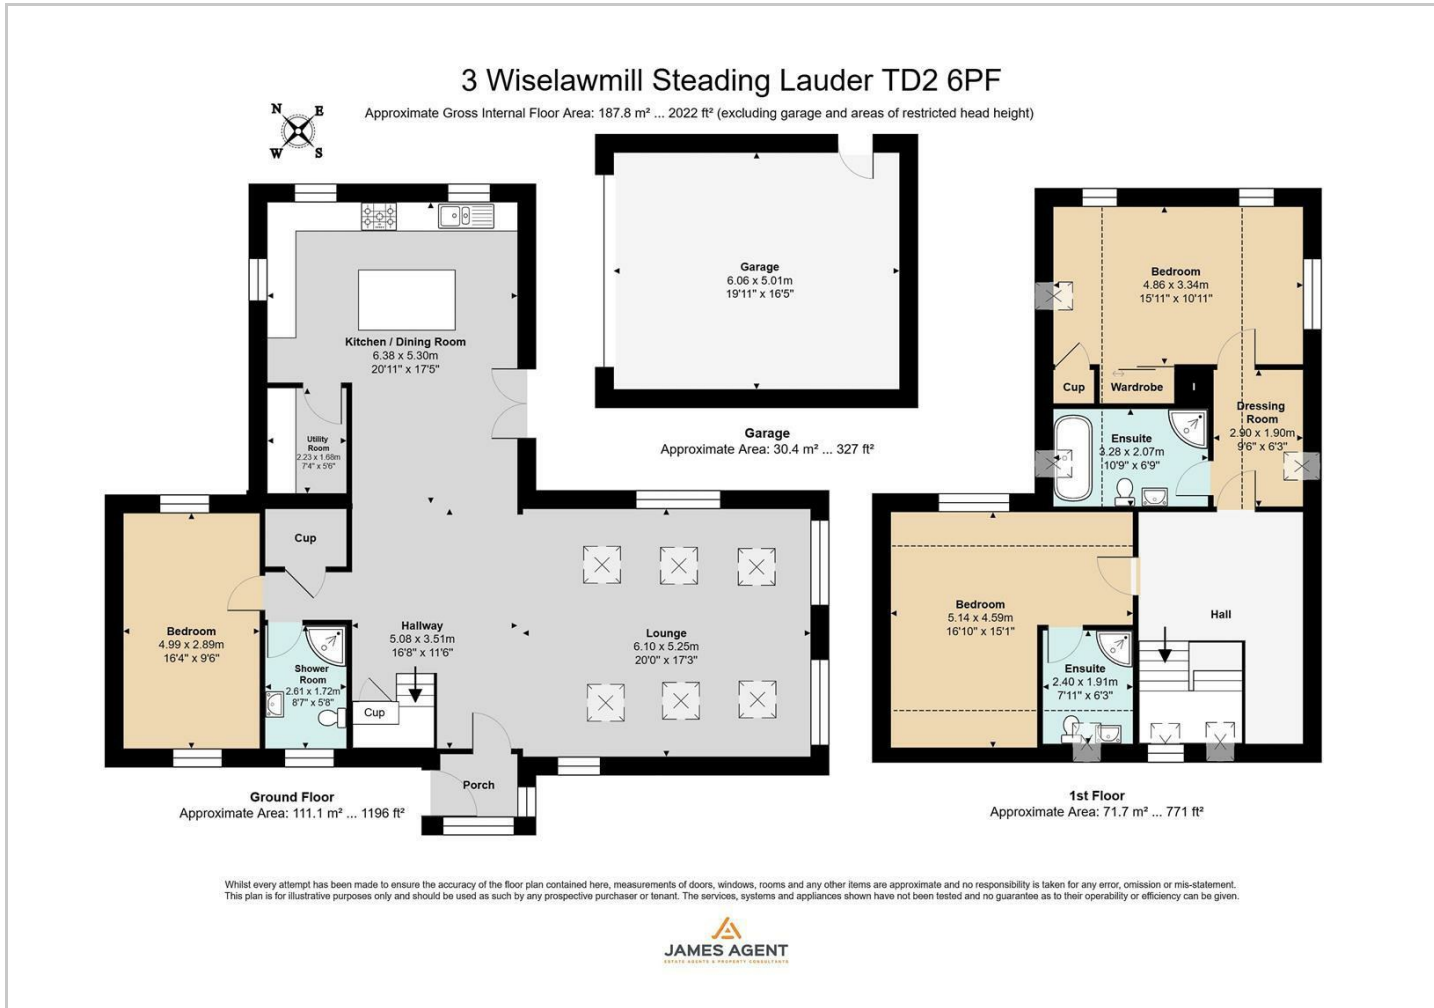 3 Wiselawmill Steading Lauder TD2 6PF
Approximate Gross Internal Floor Area: 187.8 m² ... 2022 ft² (excluding garage and areas of restricted head height)
N
E
W
S
Kitchen / Dining Room
6.38 x 5.30m
20'11" x 17'5"
Utility
Room
2.23 x 1.68m
7'4" x 5'6"
Cup
Bedroom
4.99 x 2.89m
16'4" x 9'6"
Shower
Room
2.61 x 1.72m
8'7" x 5'8"
Hallway
5.08 x 3.51m
16'8" x 11'6"
Cup
Lounge
6.10 x 5.25m
20'0" x 17'3"
Porch
Ground Floor
Approximate Area: 111.1 m² ... 1196 ft²
Garage
6.06 x 5.01m
19'11" x 16'5"
Garage
Approximate Area: 30.4 m² ... 327 ft²
Bedroom
4.86 x 3.34m
15'11" x 10'11"
Cup
Wardrobe
Dressing
Room
2.90 x 1.90m
9'6" x 6'3"
Ensuite
3.28 x 2.07m
10'9" x 6'9"
Bedroom
5.14 x 4.59m
16'10" x 15'1"
Ensuite
2.40 x 1.91m
7'11" x 6'3"
Hall
1st Floor
Approximate Area: 71.7 m² ... 771 ft²
Whilst every attempt has been made to ensure the accuracy of the floor plan contained here, measurements of doors, windows, rooms and any other items are approximate and no responsibility is taken for any error, omission or mis-statement.
This plan is for illustrative purposes only and should be used as such by any prospective purchaser or tenant. The services, systems and appliances shown have not been tested and no guarantee as to their operability or efficiency can be given.
JAMES AGENT
ESTATE AGENTS & PROPERTY CONSULTANTS